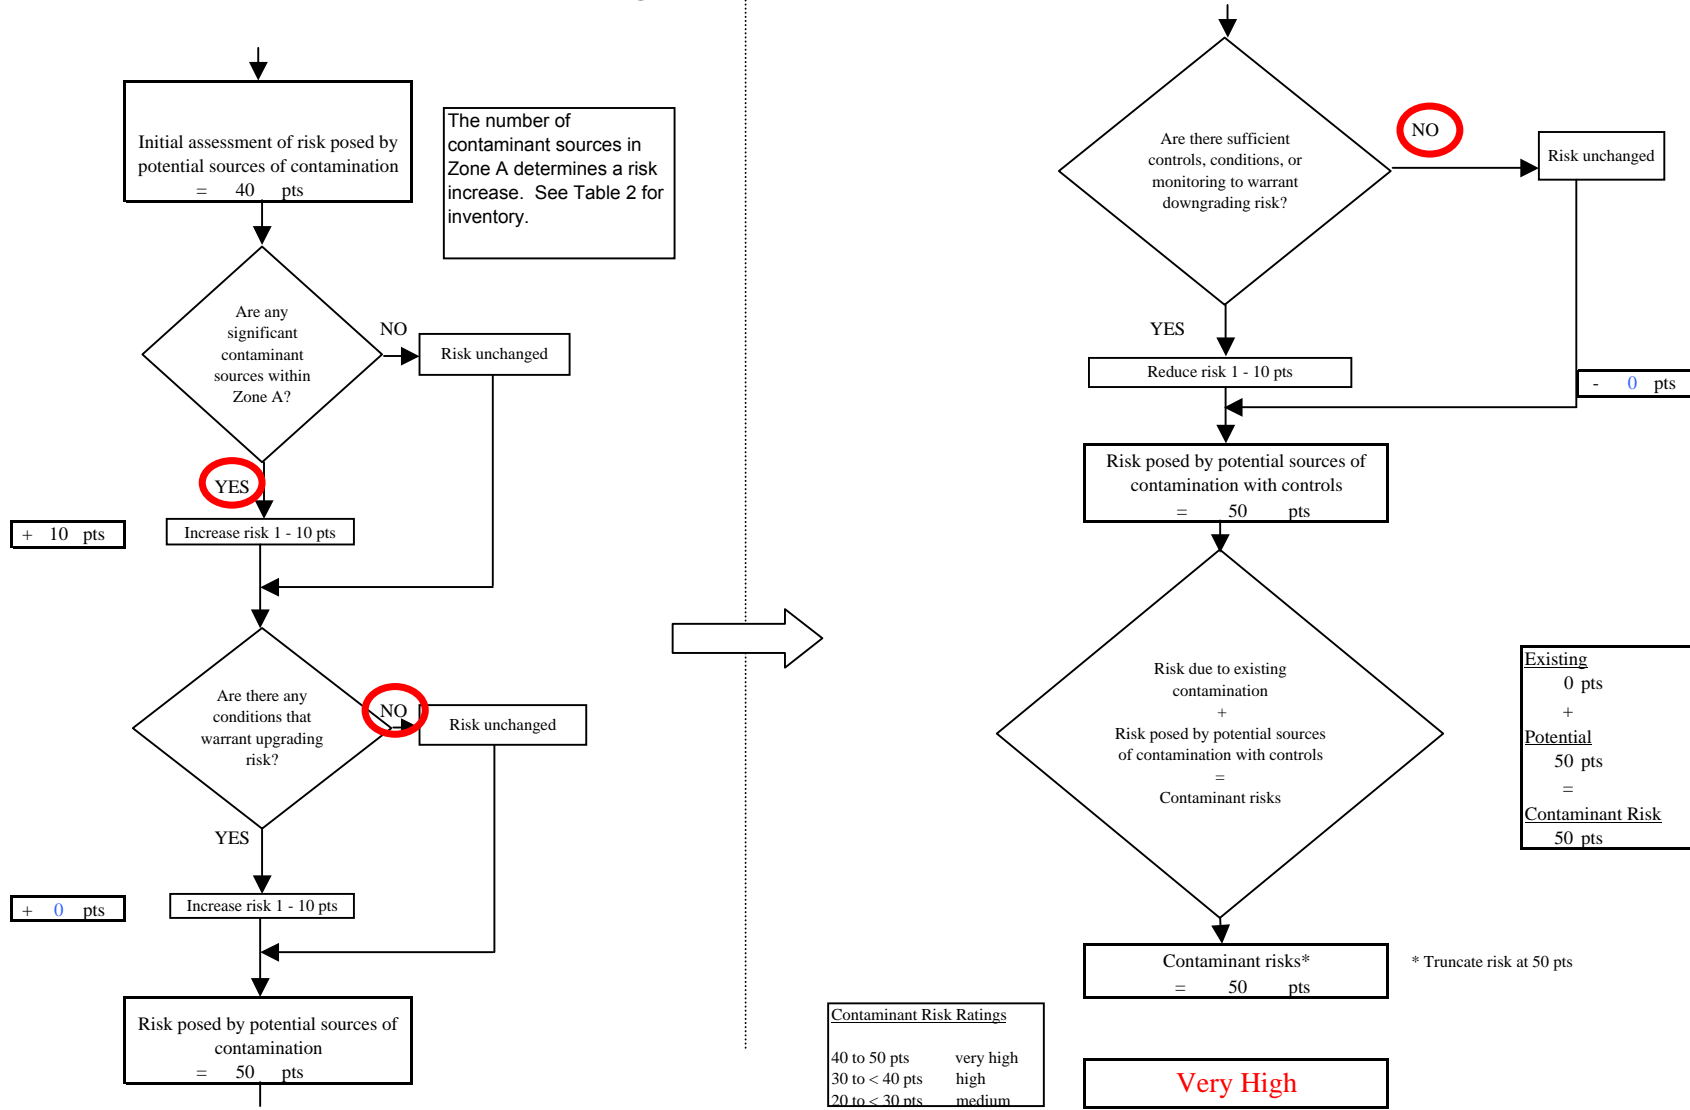 Initial assessment of risk posed by
potential sources of contamination
= 40 pts
The number of
contaminant sources in
Zone A determines a risk
increase. See Table 2 for
inventory.
Are any
significant
contaminant
sources within
Zone A?
NO
Risk unchanged
YES
+ 10 pts
Increase risk 1 - 10 pts
Are there any
conditions that
warrant upgrading
risk?
NO
Risk unchanged
YES
+ 0 pts
Increase risk 1 - 10 pts
Risk posed by potential sources of
contamination
= 50 pts
Are there sufficient
controls, conditions, or
monitoring to warrant
downgrading risk?
NO
Risk unchanged
YES
Reduce risk 1 - 10 pts
- 0 pts
Risk posed by potential sources of
contamination with controls
= 50 pts
Risk due to existing
contamination
+
Risk posed by potential sources
of contamination with controls
=
Contaminant risks
Existing
0 pts
+
Potential
50 pts
=
Contaminant Risk
50 pts
Contaminant risks*
= 50 pts
* Truncate risk at 50 pts
Contaminant Risk Ratings
40 to 50 pts very high
30 to < 40 pts high
20 to < 30 pts medium
Very High